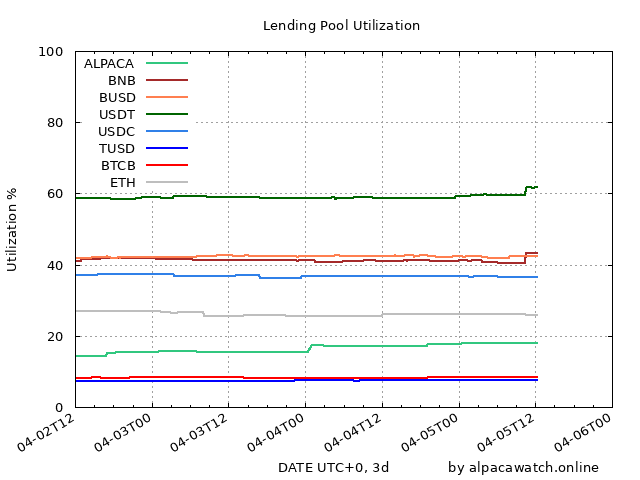 Lending Pool Utilization
Utilization %
100
80
60
40
20
0
ALPACA
BNB
BUSD
USDT
USDC
TUSD
BTCB
ETH
04-02T12
04-03T00
04-03T12
04-04T00
04-04T12
04-05T00
04-05T12
04-06T00
DATE UTC+0, 3d
by alpacawatch.online